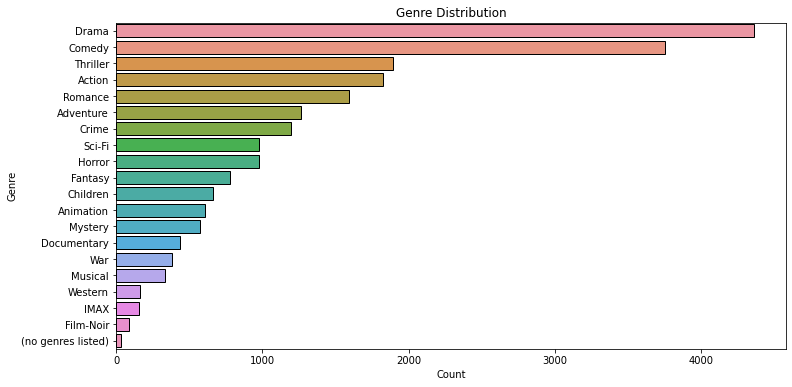 Genre Distribution
Drama
Comedy
Thriller
Action
Romance
Adventure
Crime
Sci-Fi
Horror
Fantasy
Children
Animation
Mystery
Documentary
War
Musical
Western
IMAX
Film-Noir
(no genres listed)
Genre
0 1000 2000 3000 4000
Count